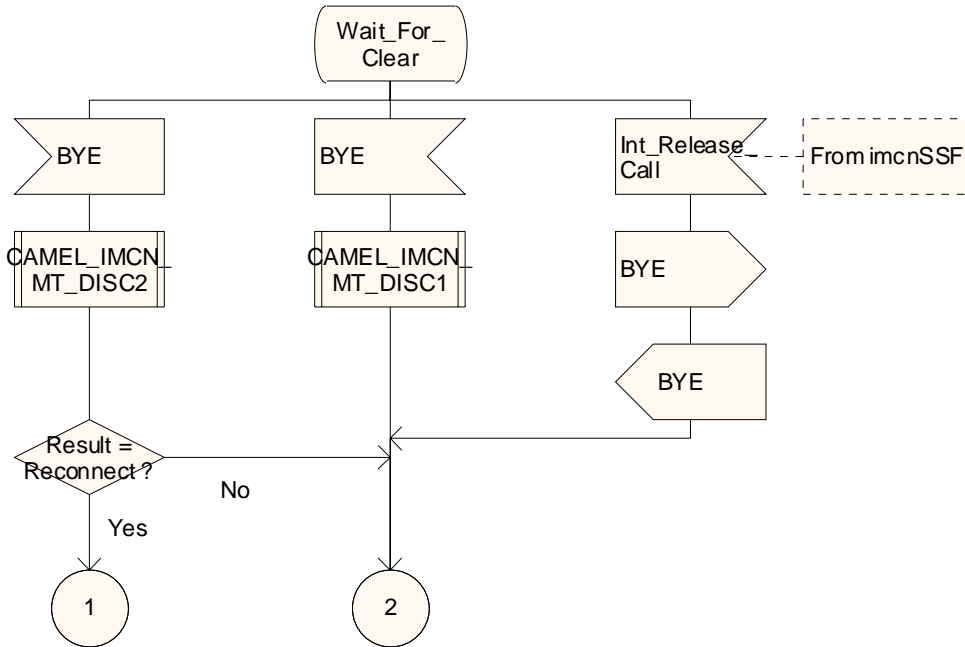 Wait_For_
Clear
BYE
BYE
Int_Release_
Call
From imcnSSF
CAMEL_IMCN_
MT_DISC2
CAMEL_IMCN_
MT_DISC1
BYE
BYE
Result =
Reconnect ?
No
Yes
1
2